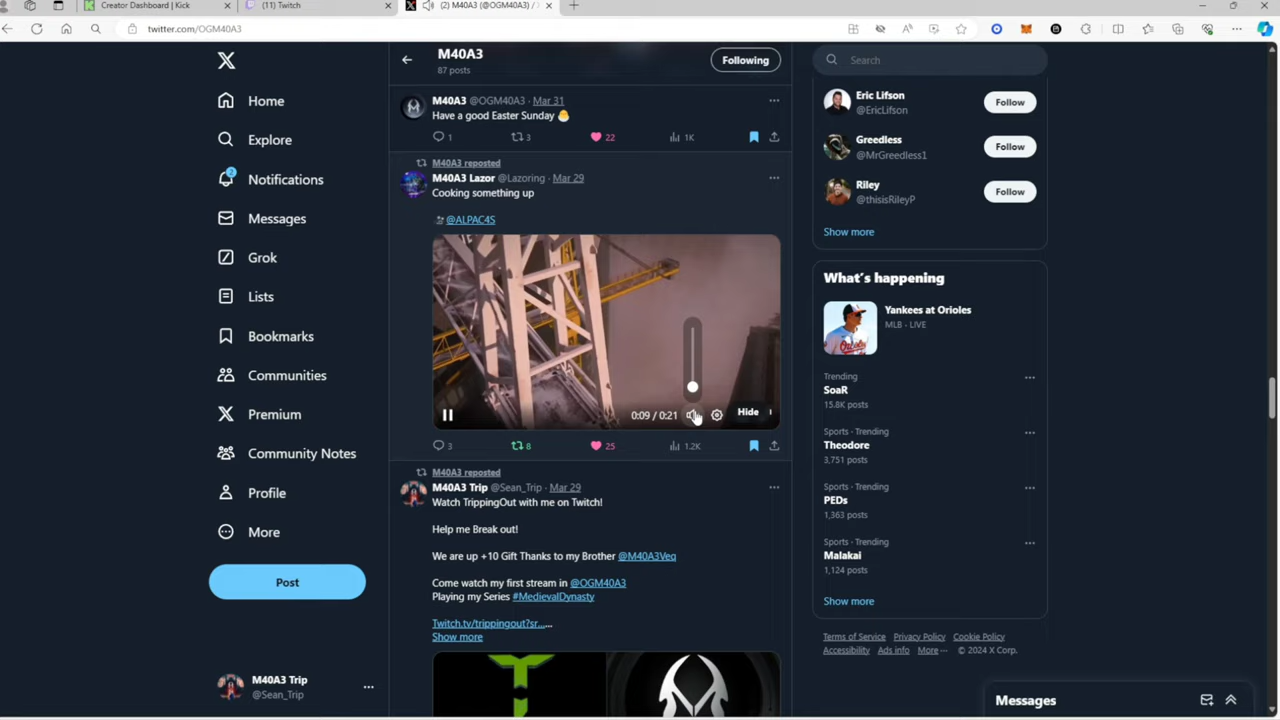 Creator Dashboard | Kick
(11) Twitch
(2) M40A3 (@OGM40A3) / X
twitter.com/OGM40A3
Home
Explore
2
Notifications
Messages
Grok
Lists
Bookmarks
Communities
Premium
Community Notes
Profile
More
Post
M40A3 Trip
@Sean_Trip
M40A3
87 posts
Following
M40A3 @OGM40A3 · Mar 31
Have a good Easter Sunday 🐣
1 3 22 1K
M40A3 reposted
M40A3 Lazor @Lazoring · Mar 29
Cooking something up
@ALPAC4S
0:09 / 0:21
Hide
3 8 25 1.2K
M40A3 reposted
M40A3 Trip @Sean_Trip · Mar 29
Watch TrippingOut with me on Twitch!
Help me Break out!
We are up +10 Gift Thanks to my Brother @M40A3Veq
Come watch my first stream in @OGM40A3
Playing my Series #MedievalDynasty
Twitch.tv/trippingout?sr...…
Show more
Search
Eric Lifson
@EricLifson
Follow
Greedless
@MrGreedless1
Follow
Riley
@thisisRileyP
Follow
Show more
What's happening
Yankees at Orioles
MLB · LIVE
Trending
SoaR
15.8K posts
Sports · Trending
Theodore
3,751 posts
Sports · Trending
PEDs
1,363 posts
Sports · Trending
Malakai
1,124 posts
Show more
Terms of Service Privacy Policy Cookie Policy
Accessibility Ads info More ··· © 2024 X Corp.
Messages